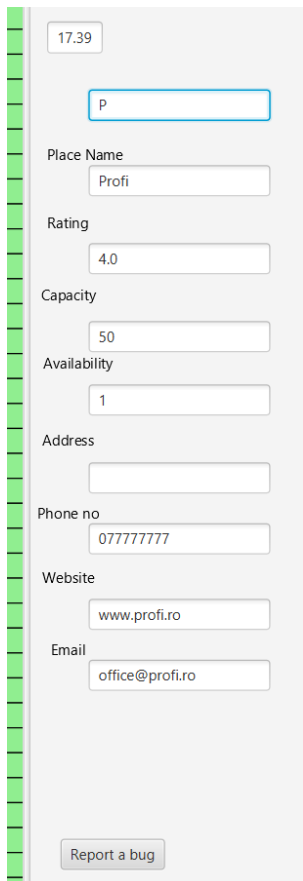 17.39
P
Place Name
Profi
Rating
4.0
Capacity
50
Availability
1
Address
Phone no
077777777
Website
www.profi.ro
Email
office@profi.ro
Report a bug